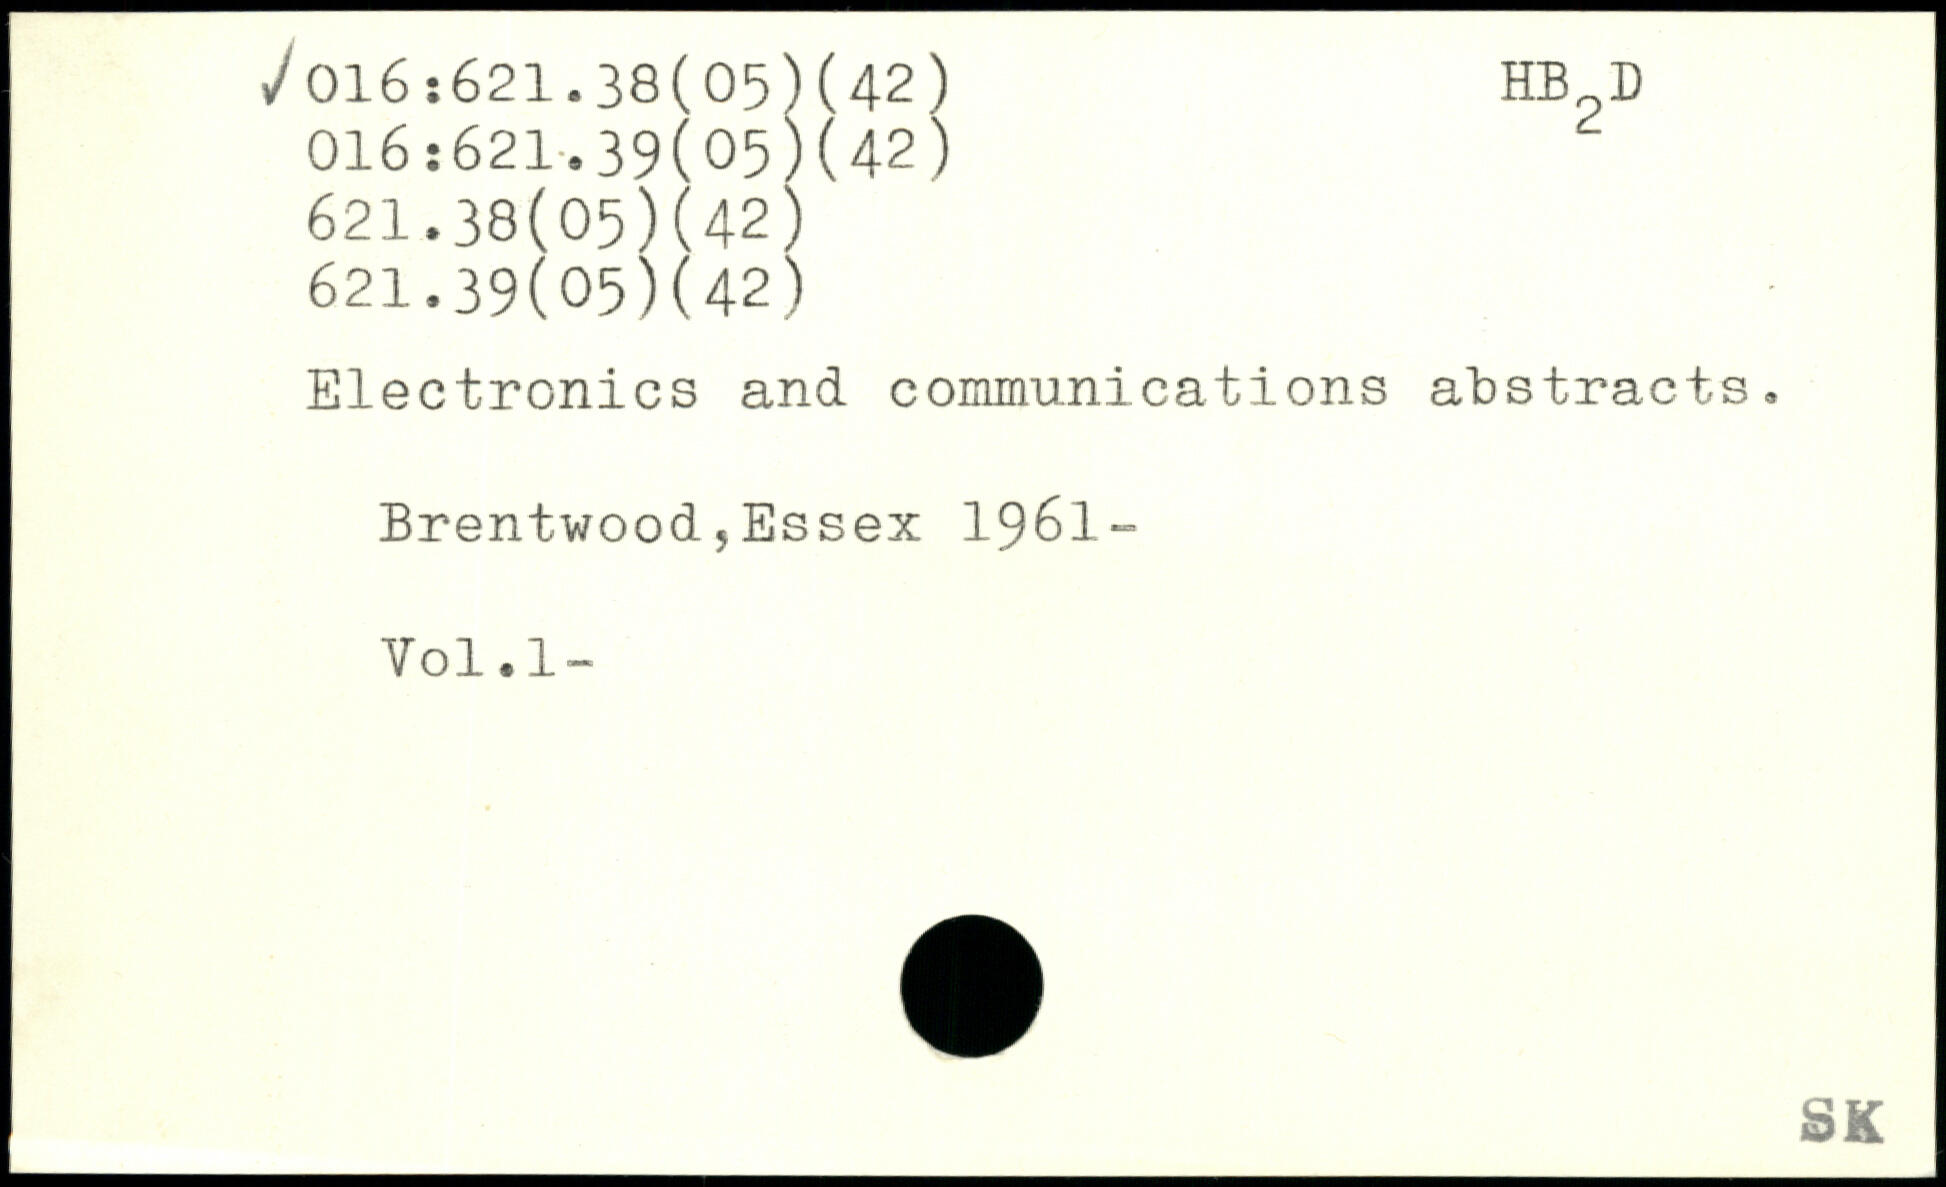 ✓016:621.38(05)(42) HB₂D
016:621.39(05)(42)
621.38(05)(42)
621.39(05)(42)
Electronics and communications abstracts.
Brentwood,Essex 1961-
Vol.1-
SK